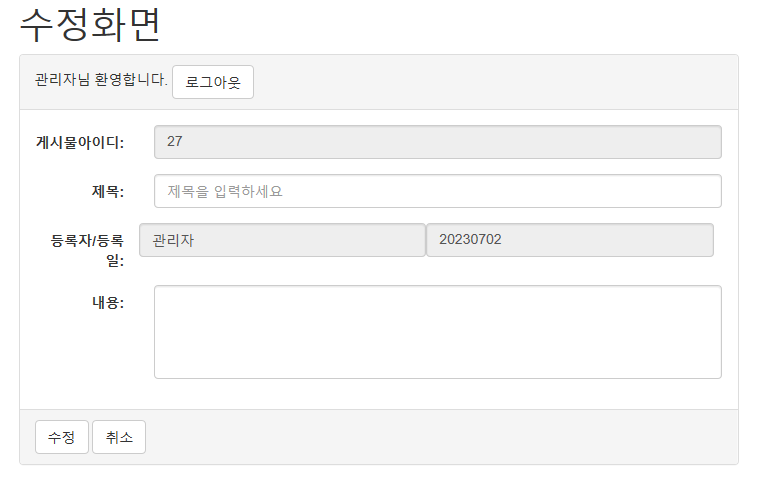 수정화면
관리자님 환영합니다. 로그아웃
게시물아이디: 27
제목: 제목을 입력하세요
등록자/등록
일: 관리자 20230702
내용:
수정 취소